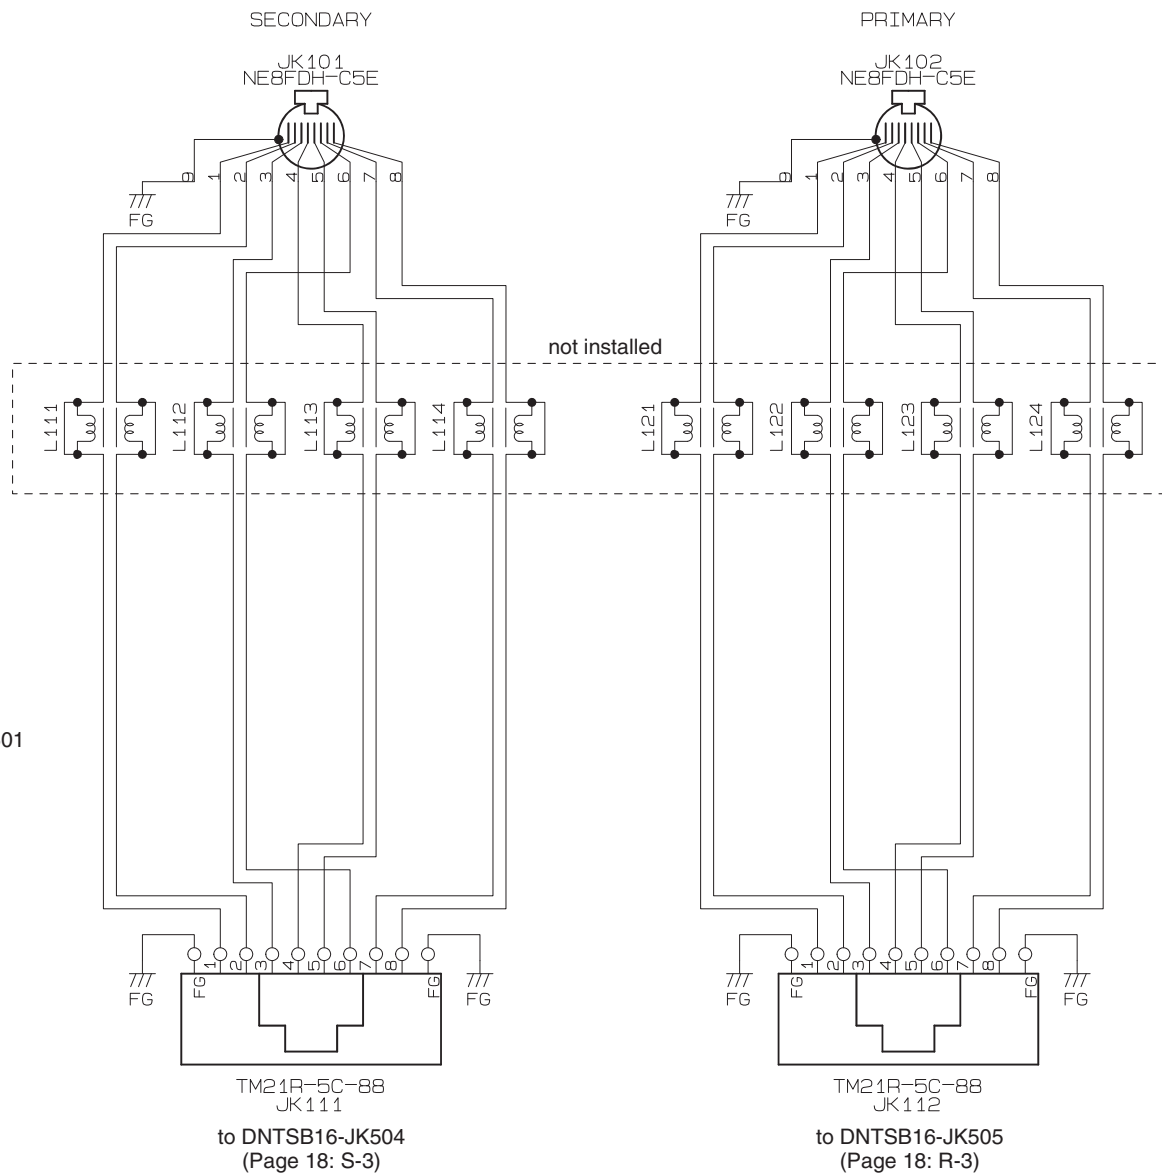 SECONDARY
PRIMARY
JK101
NE8FDH-C5E
JK102
NE8FDH-C5E
9 1 2 3 4 5 6 7 8
9 1 2 3 4 5 6 7 8
FG
FG
not installed
L111 L112 L113 L114
L121 L122 L123 L124
01
FG FG 1 2 3 4 5 6 7 8 FG FG
FG FG 1 2 3 4 5 6 7 8 FG FG
TM21R-5C-88
JK111
TM21R-5C-88
JK112
to DNTSB16-JK504
(Page 18: S-3)
to DNTSB16-JK505
(Page 18: R-3)